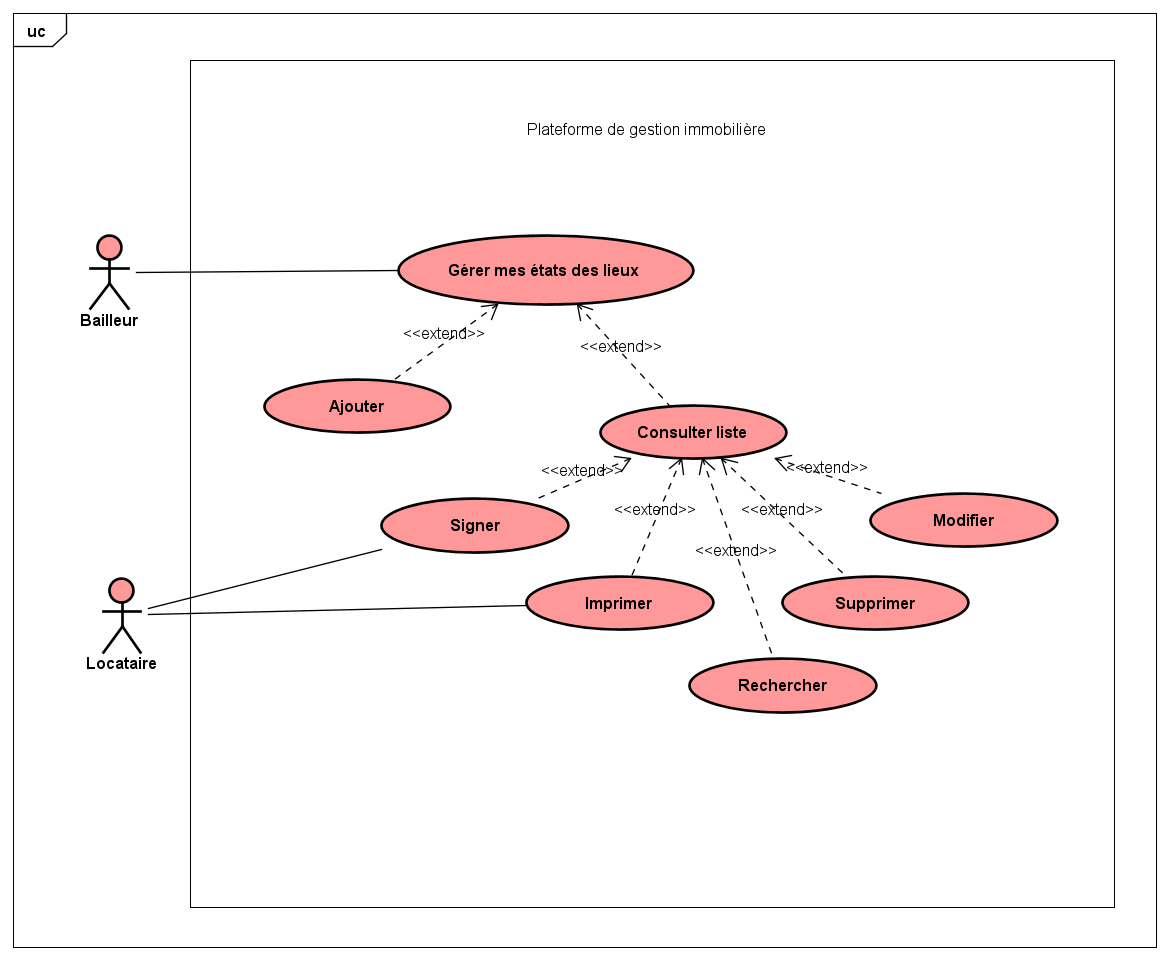 uc
Plateforme de gestion immobilière
Gérer mes états des lieux
Bailleur
<<extend>>
<<extend>>
Ajouter
Consulter liste
<<extend>>
<<extend>>
<<extend>>
<<extend>>
Signer
Modifier
<<extend>>
Imprimer
Supprimer
Locataire
Rechercher